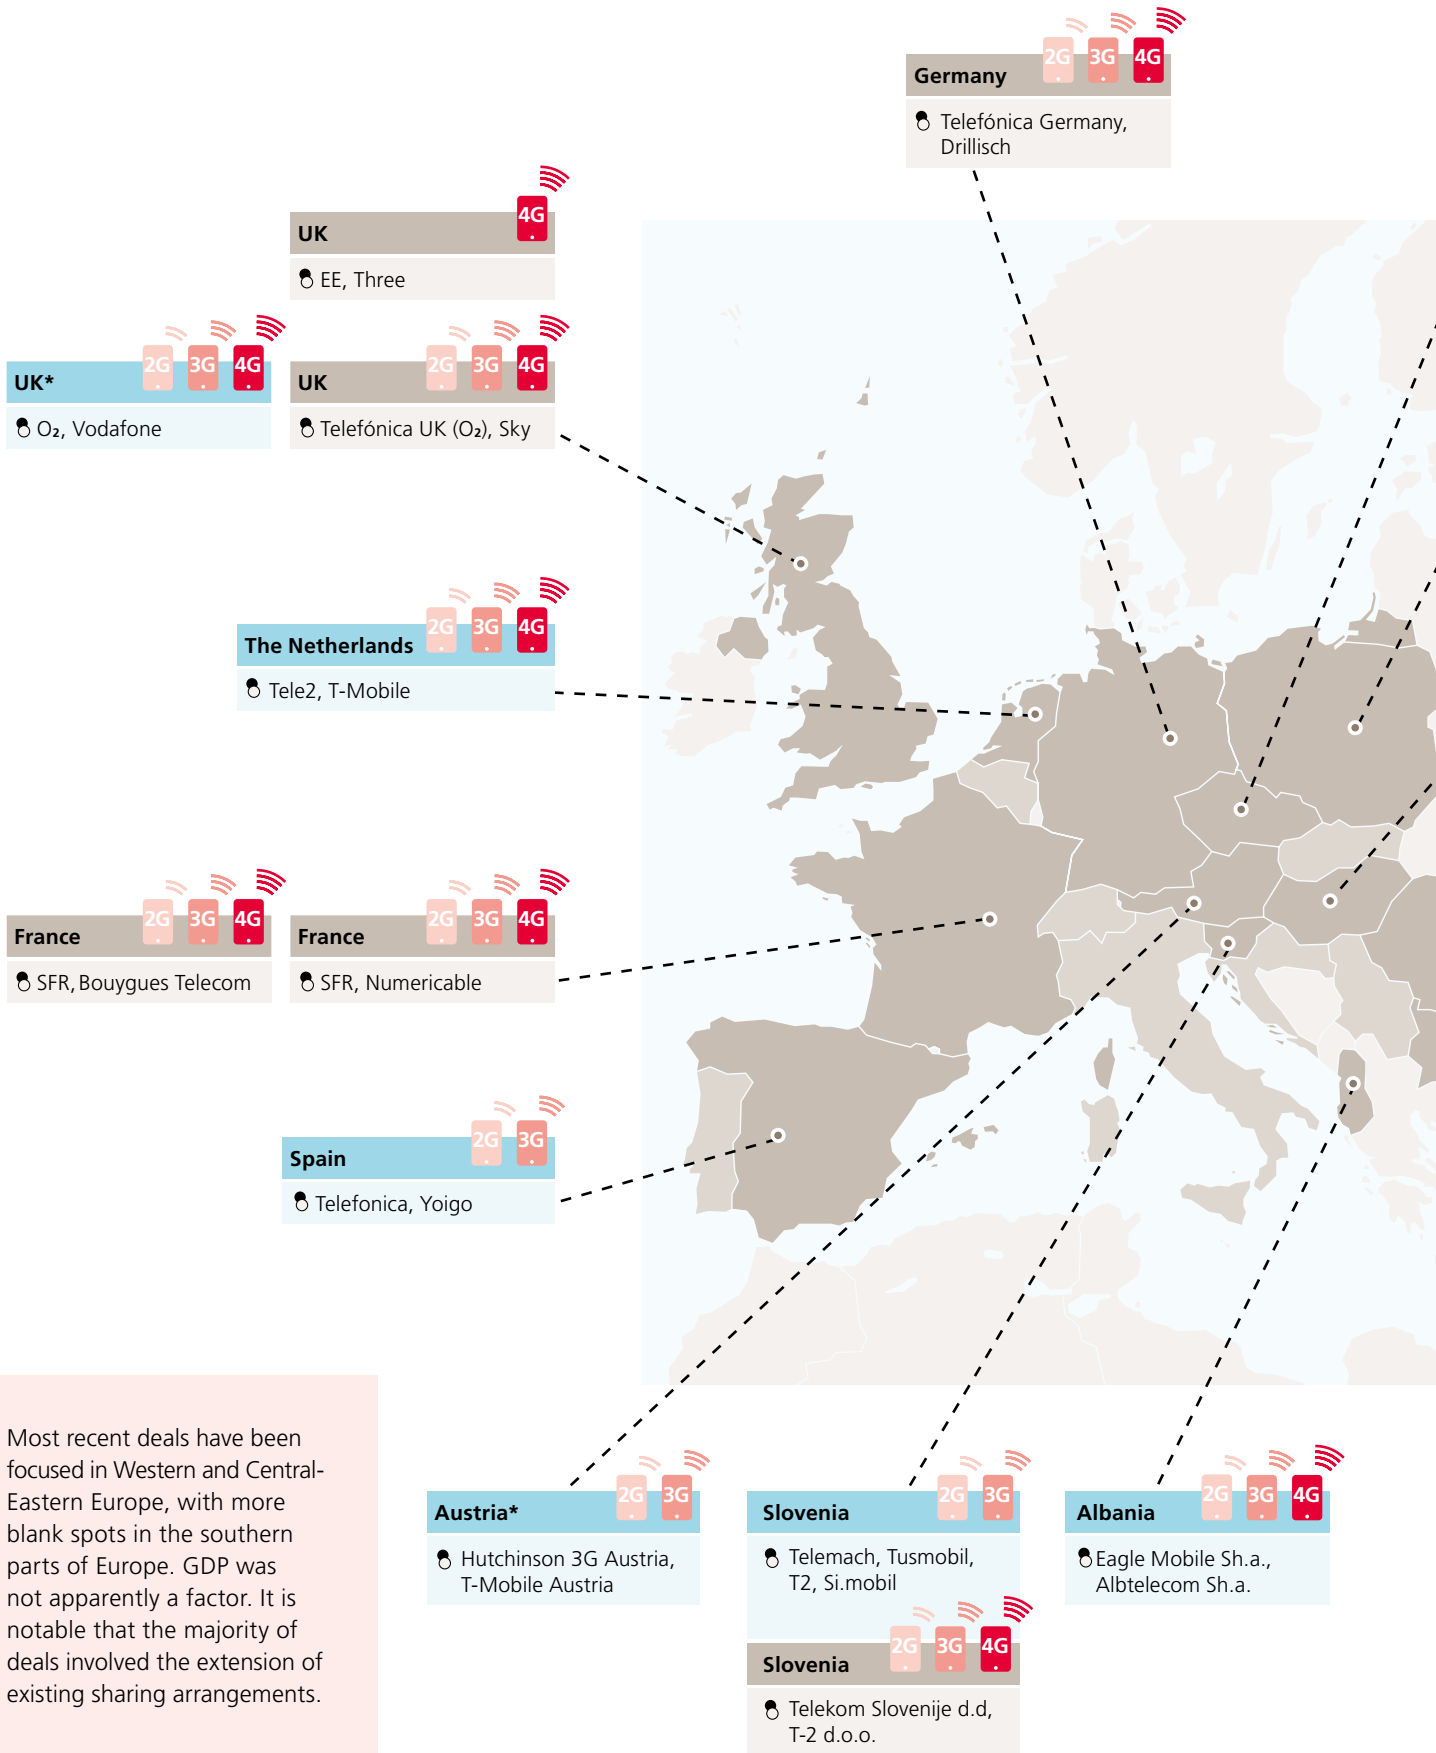 2G 3G 4G
Germany
Telefónica Germany,
Drillisch
4G
UK
EE, Three
2G 3G 4G
UK*
O₂, Vodafone
2G 3G 4G
UK
Telefónica UK (O₂), Sky
2G 3G 4G
The Netherlands
Tele2, T-Mobile
2G 3G 4G
France
SFR, Bouygues Telecom
2G 3G 4G
France
SFR, Numericable
2G 3G
Spain
Telefonica, Yoigo
Most recent deals have been
focused in Western and Central-
Eastern Europe, with more
blank spots in the southern
parts of Europe. GDP was
not apparently a factor. It is
notable that the majority of
deals involved the extension of
existing sharing arrangements.
2G 3G
Austria*
Hutchinson 3G Austria,
T-Mobile Austria
2G 3G
Slovenia
Telemach, Tusmobil,
T2, Si.mobil
2G 3G 4G
Slovenia
Telekom Slovenije d.d,
T-2 d.o.o.
2G 3G 4G
Albania
Eagle Mobile Sh.a.,
Albtelecom Sh.a.